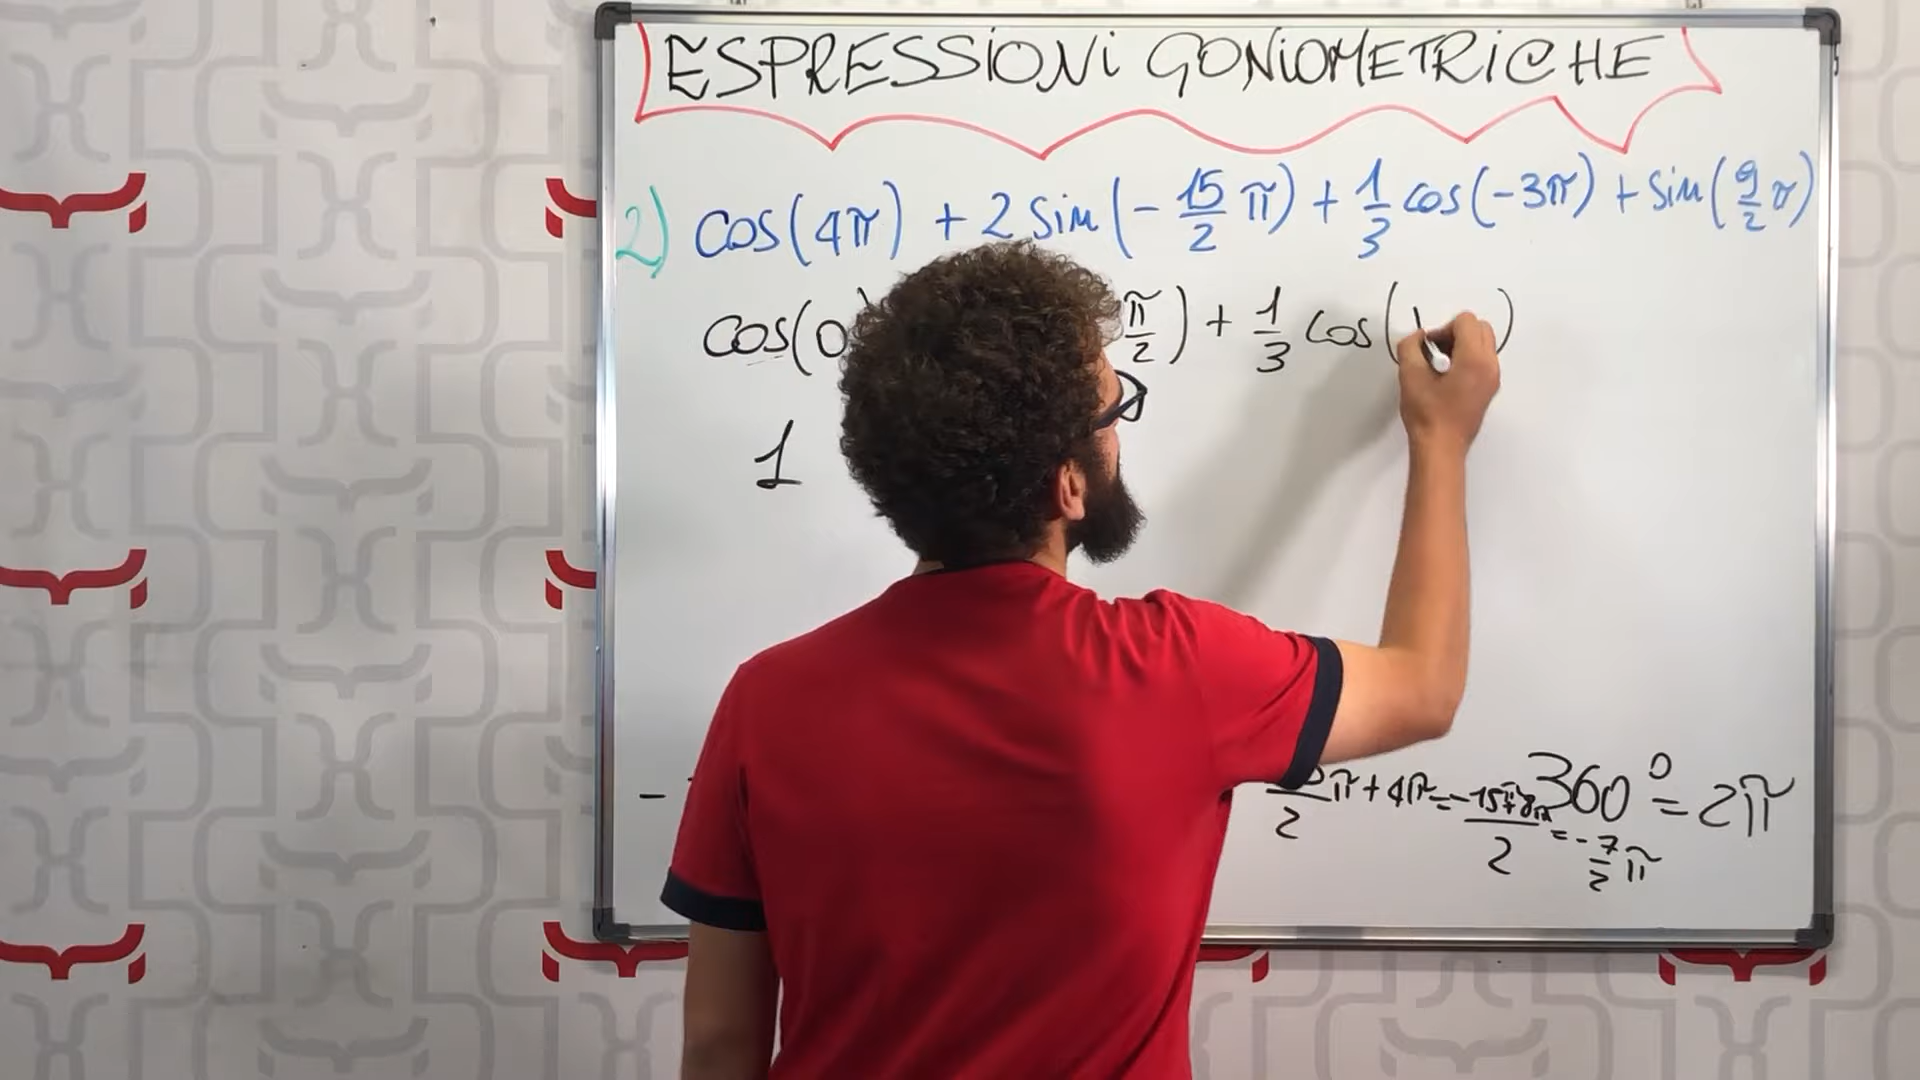 ESPRESSIONI GONIOMETRICHE
2) cos(4π) + 2 sin(-15/2 π) + 1/3 cos(-3π) + sin(9/2 π)
cos(0 π/2) + 1/3 cos( )
1
- 2 π + 4π = -15π+8π/2 = -7/2 π
360° = 2π